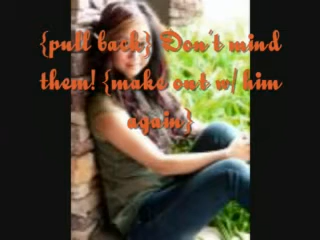 {pull back} Don't mind
them! {make out w/him
again}